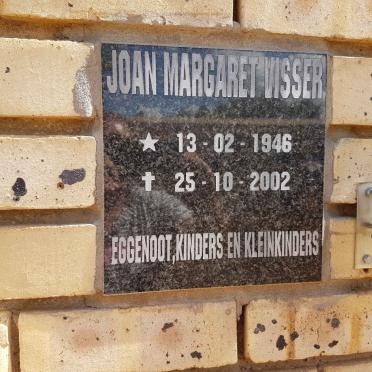 JOAN MARGARET VISSER
★ 13 - 02 - 1946
✝ 25 - 10 - 2002
EGGENOOT, KINDERS EN KLEINKINDERS